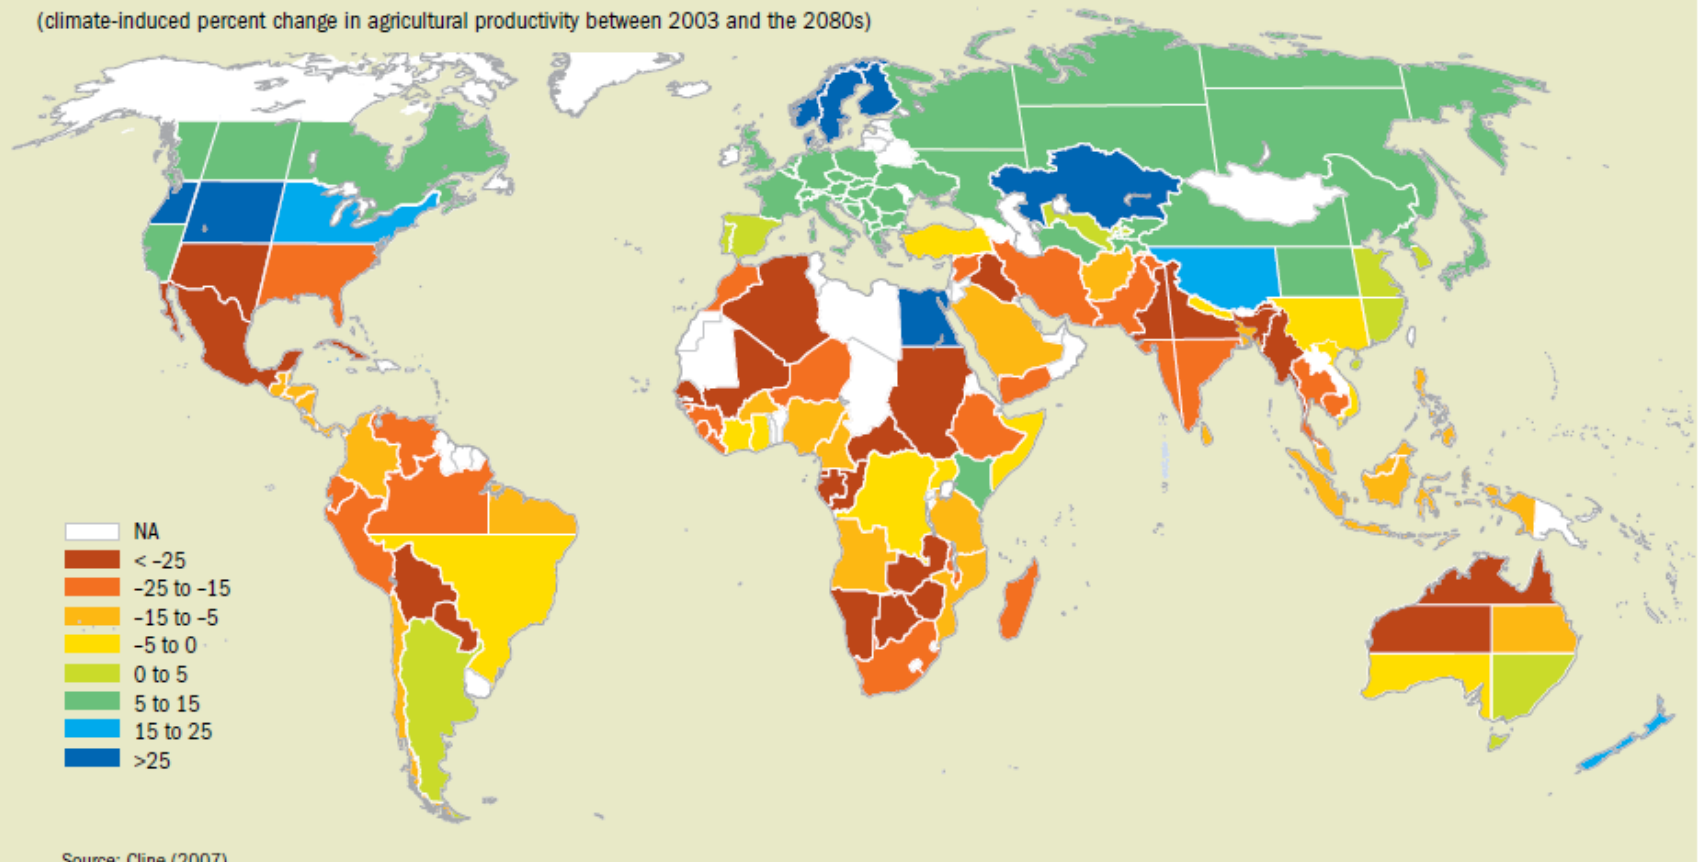 (climate-induced percent change in agricultural productivity between 2003 and the 2080s)
NA
< –25
–25 to –15
–15 to –5
–5 to 0
0 to 5
5 to 15
15 to 25
>25
Source: Cline (2007)